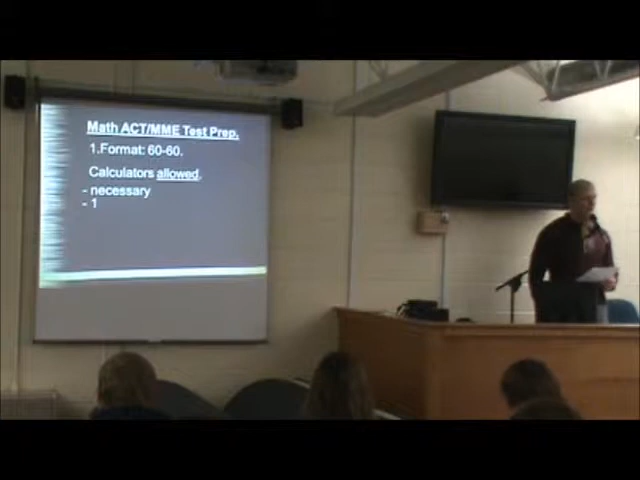 Math ACT/MME Test Prep.
1.Format: 60-60.
Calculators allowed.
- necessary
- 1